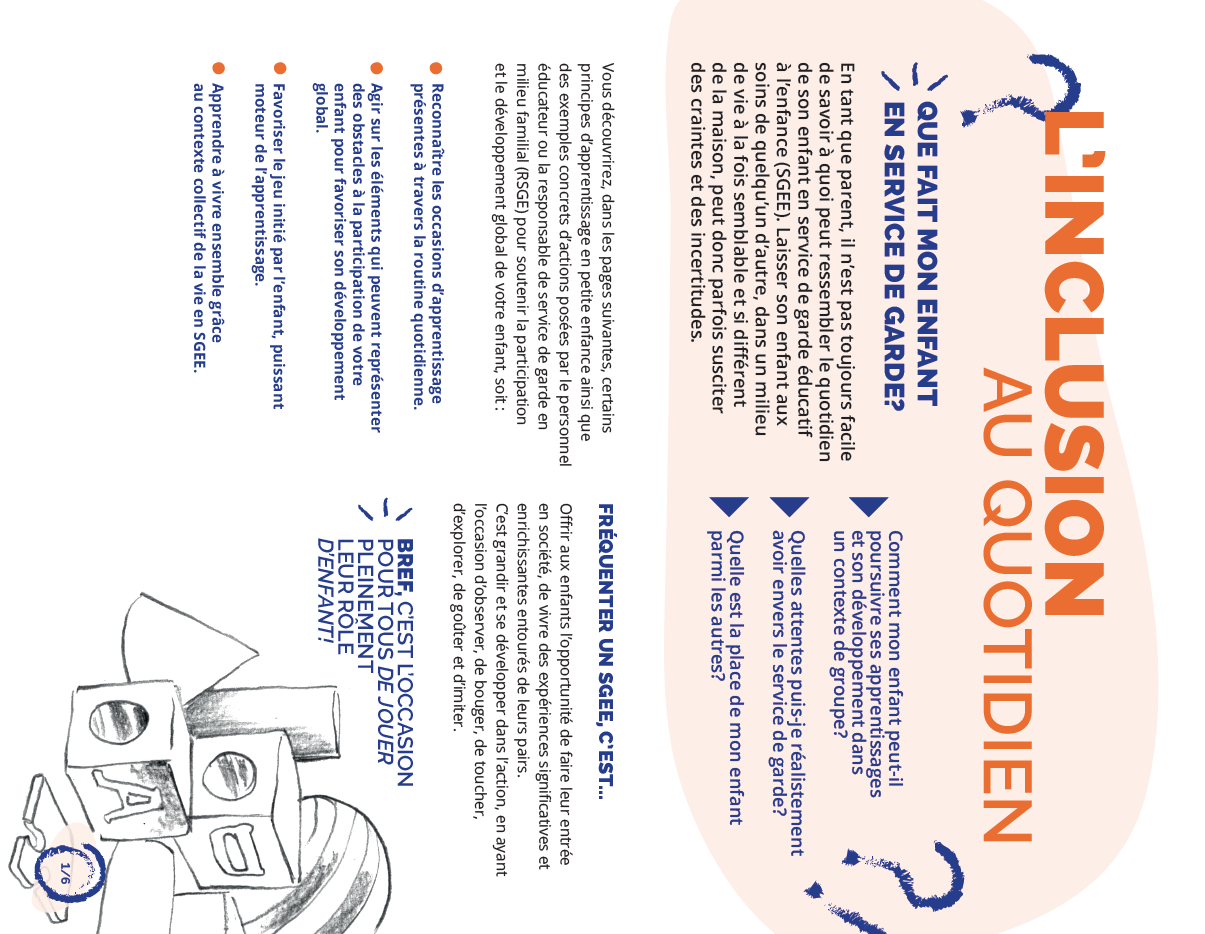 L'INCLUSION
AU QUOTIDIEN
QUE FAIT MON ENFANT
EN SERVICE DE GARDE?
En tant que parent, il n'est pas toujours facile
de savoir à quoi peut ressembler le quotidien
de son enfant en service de garde éducatif
à l'enfance (SGEE). Laisser son enfant aux
soins de quelqu'un d'autre, dans un milieu
de vie à la fois semblable et si différent
de la maison, peut donc parfois susciter
des craintes et des incertitudes.
Comment mon enfant peut-il
poursuivre ses apprentissages
et son développement dans
un contexte de groupe?
Quelles attentes puis-je réalistement
avoir envers le service de garde?
Quelle est la place de mon enfant
parmi les autres?
Vous découvrirez, dans les pages suivantes, certains
principes d'apprentissage en petite enfance ainsi que
des exemples concrets d'actions posées par le personnel
éducateur ou la responsable de service de garde en
milieu familial (RSGE) pour soutenir la participation
et le développement global de votre enfant, soit :
Reconnaître les occasions d'apprentissage
présentes à travers la routine quotidienne.
Agir sur les éléments qui peuvent représenter
des obstacles à la participation de votre
enfant pour favoriser son développement
global.
Favoriser le jeu initié par l'enfant, puissant
moteur de l'apprentissage.
Apprendre à vivre ensemble grâce
au contexte collectif de la vie en SGEE.
FRÉQUENTER UN SGEE, C'EST...
Offrir aux enfants l'opportunité de faire leur entrée
en société, de vivre des expériences significatives et
enrichissantes entourés de leurs pairs.
C'est grandir et se développer dans l'action, en ayant
l'occasion d'observer, de bouger, de toucher,
d'explorer, de goûter et d'imiter.
BREF, C'EST L'OCCASION
POUR TOUS DE JOUER
PLEINEMENT
LEUR RÔLE
D'ENFANT!
A
D
1/6